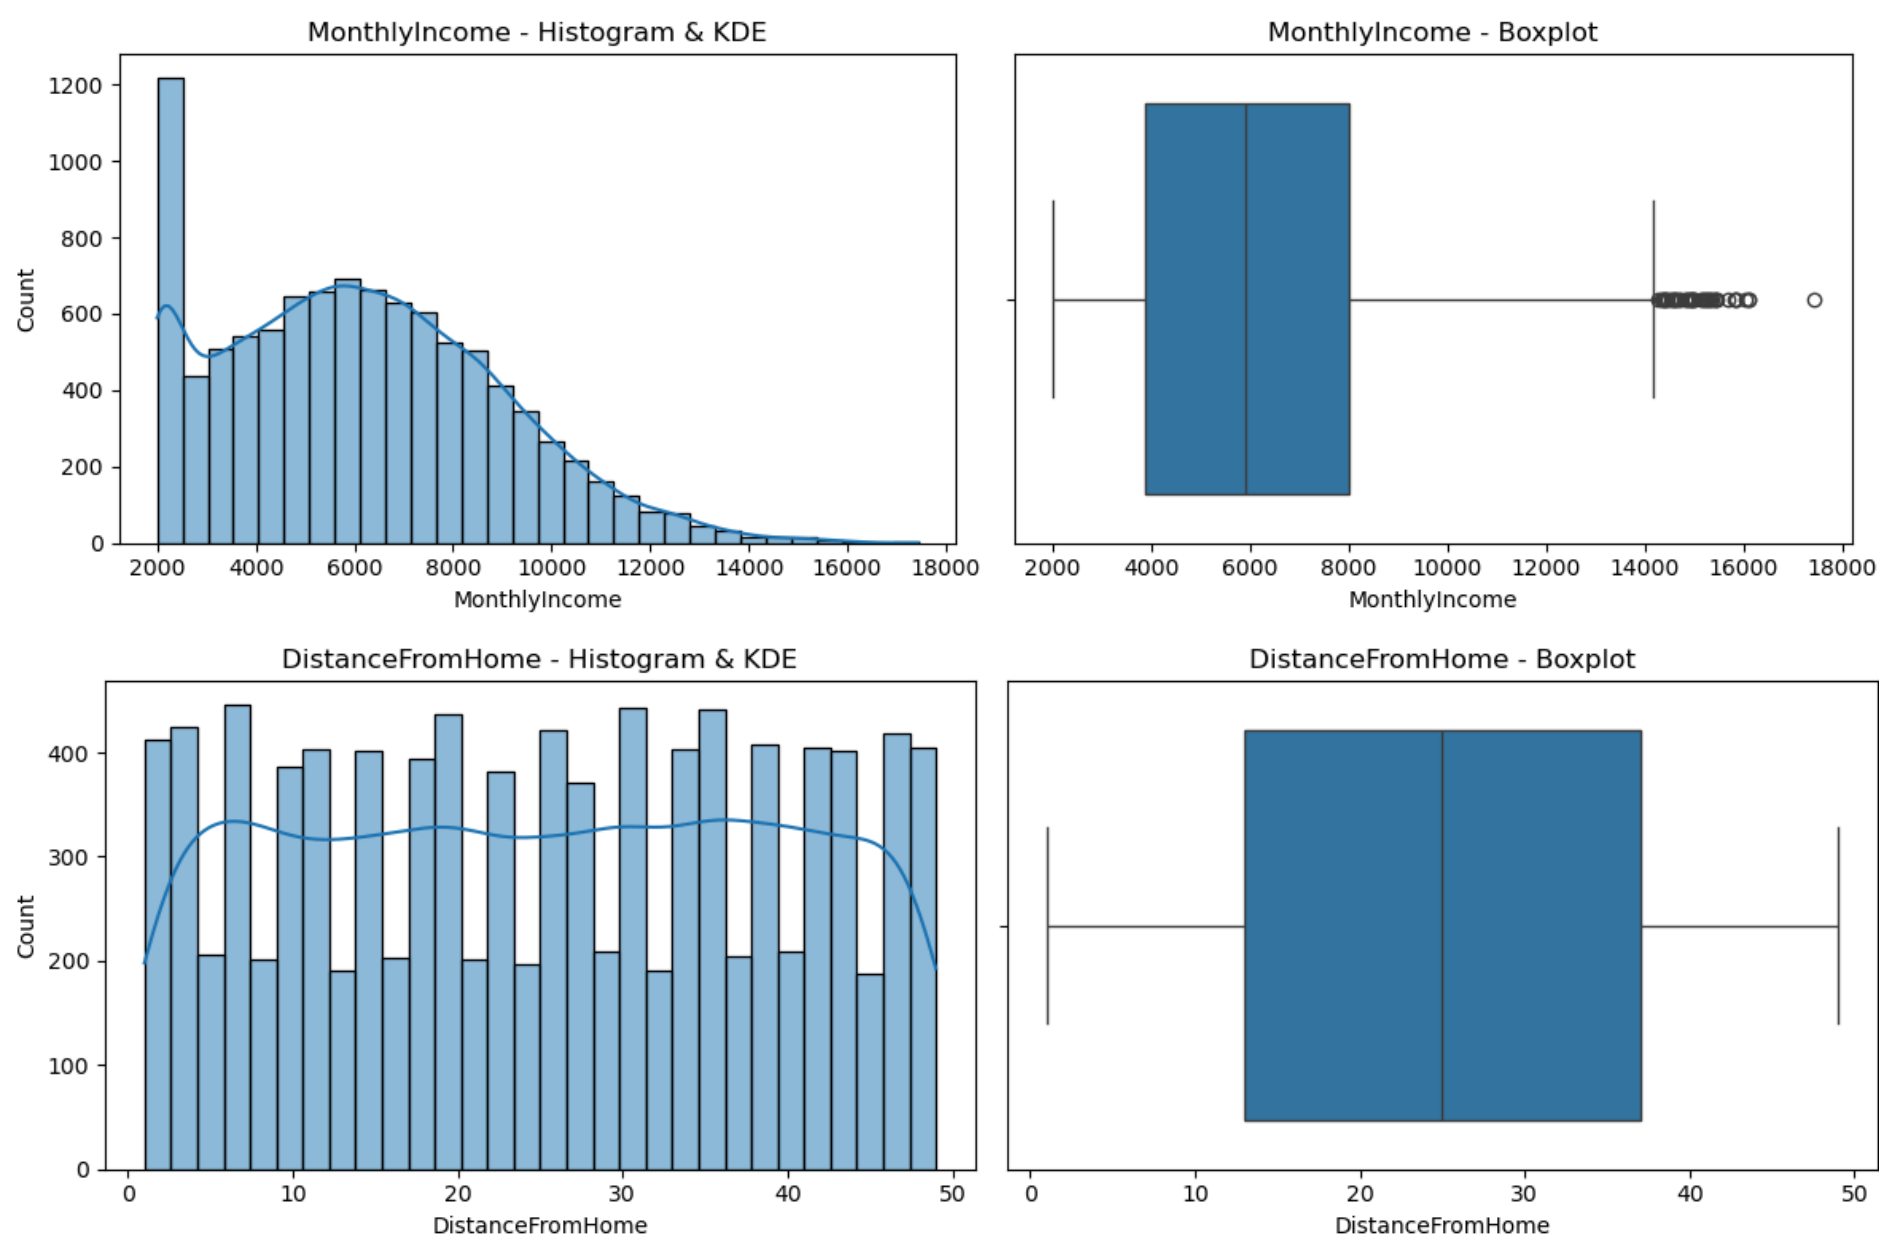 MonthlyIncome - Histogram & KDE
1200
1000
800
600
400
200
0
Count
2000 4000 6000 8000 10000 12000 14000 16000 18000
MonthlyIncome
MonthlyIncome - Boxplot
2000 4000 6000 8000 10000 12000 14000 16000 18000
MonthlyIncome
DistanceFromHome - Histogram & KDE
400
300
200
100
0
Count
0 10 20 30 40 50
DistanceFromHome
DistanceFromHome - Boxplot
0 10 20 30 40 50
DistanceFromHome